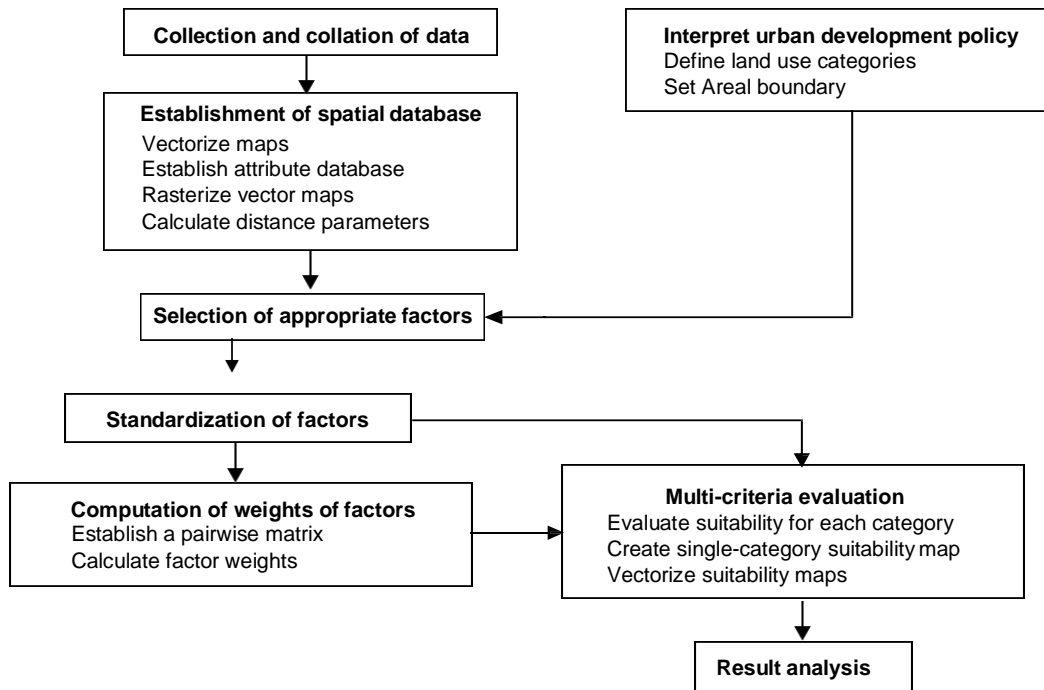 Collection and collation of data
Interpret urban development policy
Define land use categories
Set Areal boundary
Establishment of spatial database
Vectorize maps
Establish attribute database
Rasterize vector maps
Calculate distance parameters
Selection of appropriate factors
Standardization of factors
Computation of weights of factors
Establish a pairwise matrix
Calculate factor weights
Multi-criteria evaluation
Evaluate suitability for each category
Create single-category suitability map
Vectorize suitability maps
Result analysis